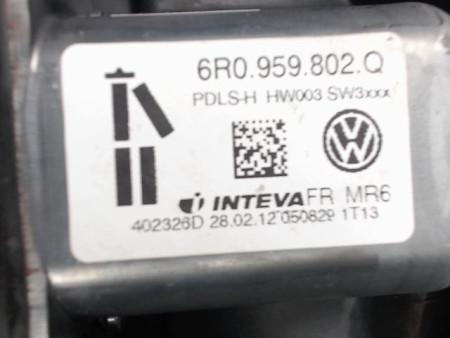 6R0.959.802.Q
PDLS-H HW003 SW3xxx
INTEVA FR MR6
402326D 28.02.12 050829 1T13